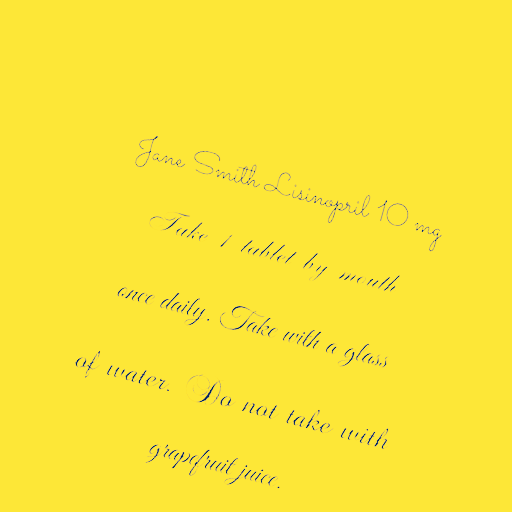 Jane Smith Lisinopril 10 mg
Take 1 tablet by mouth
once daily. Take with a glass
of water. Do not take with
grapefruit juice.